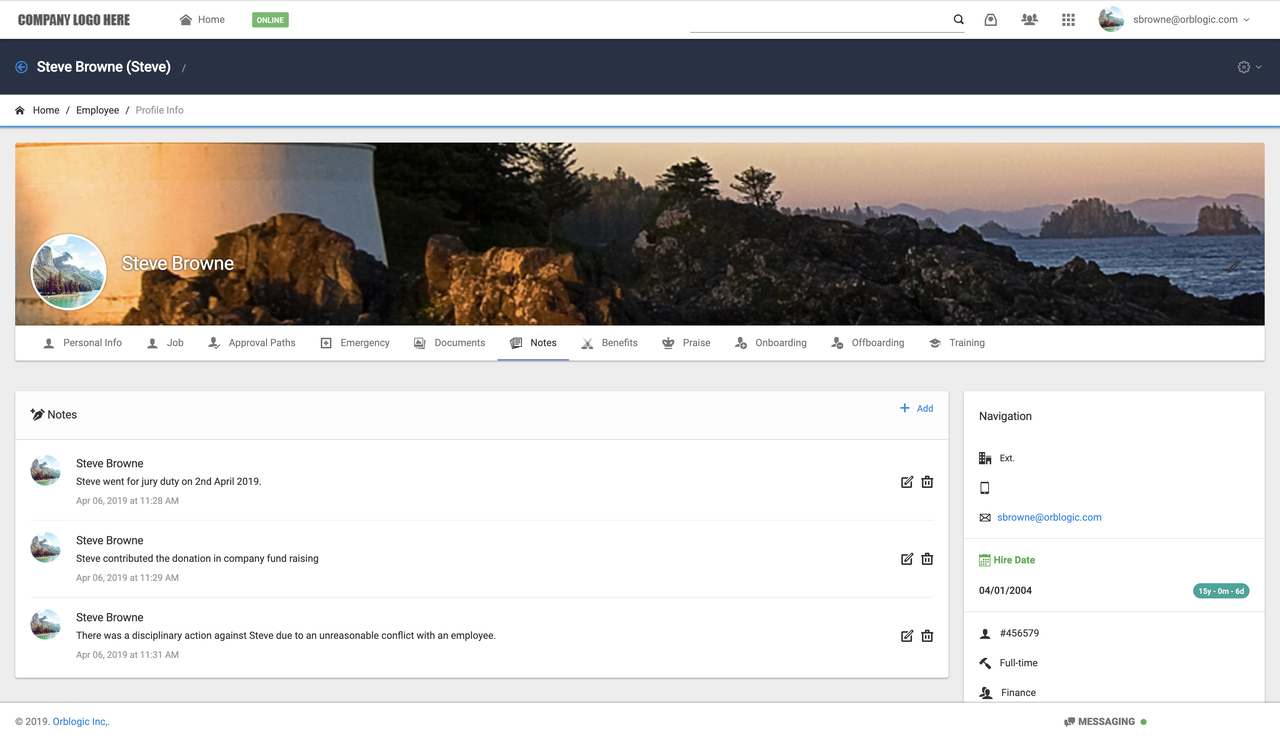 COMPANY LOGO HERE
Home
ONLINE
sbrowne@orblogic.com
Steve Browne (Steve) /
Home / Employee / Profile Info
Steve Browne
Personal Info
Job
Approval Paths
Emergency
Documents
Notes
Benefits
Praise
Onboarding
Offboarding
Training
Notes
Add
Steve Browne
Steve went for jury duty on 2nd April 2019.
Apr 06, 2019 at 11:28 AM
Steve Browne
Steve contributed the donation in company fund raising
Apr 06, 2019 at 11:29 AM
Steve Browne
There was a disciplinary action against Steve due to an unreasonable conflict with an employee.
Apr 06, 2019 at 11:31 AM
Navigation
Ext.
sbrowne@orblogic.com
Hire Date
04/01/2004
15y - 0m - 6d
#456579
Full-time
Finance
© 2019. Orblogic Inc,.
MESSAGING